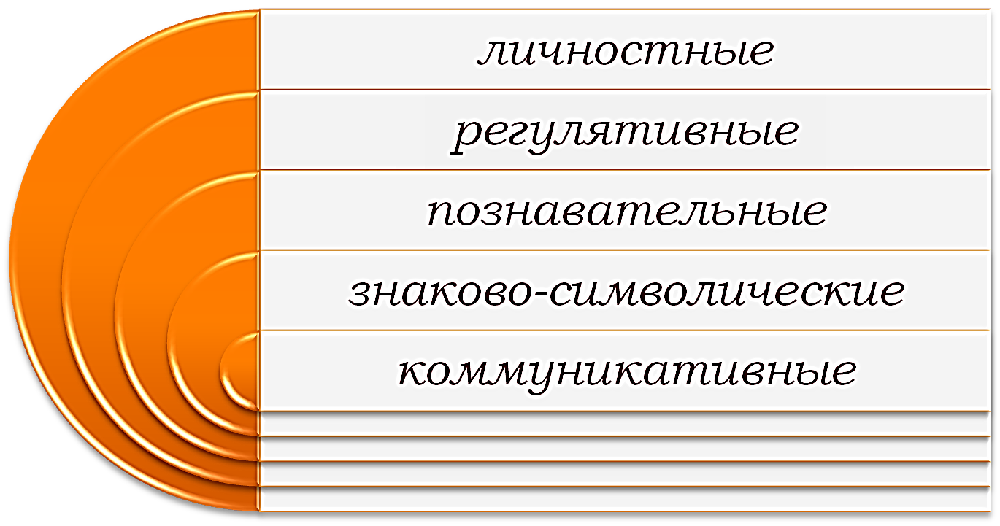 личностные
регулятивные
познавательные
знаково-символические
коммуникативные